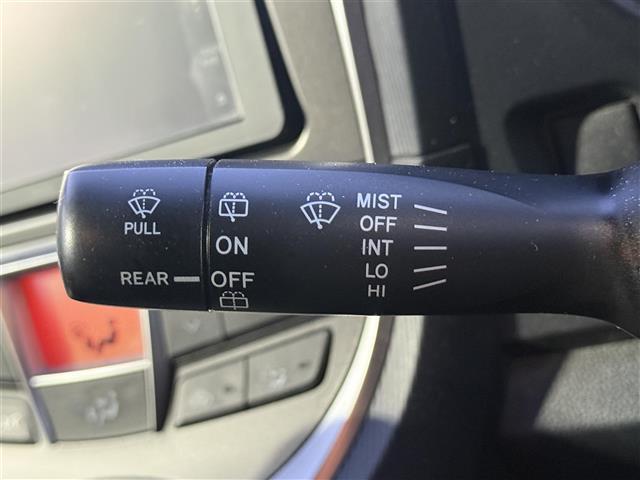 PULL
REAR
ON
OFF
MIST
OFF
INT
LO
HI